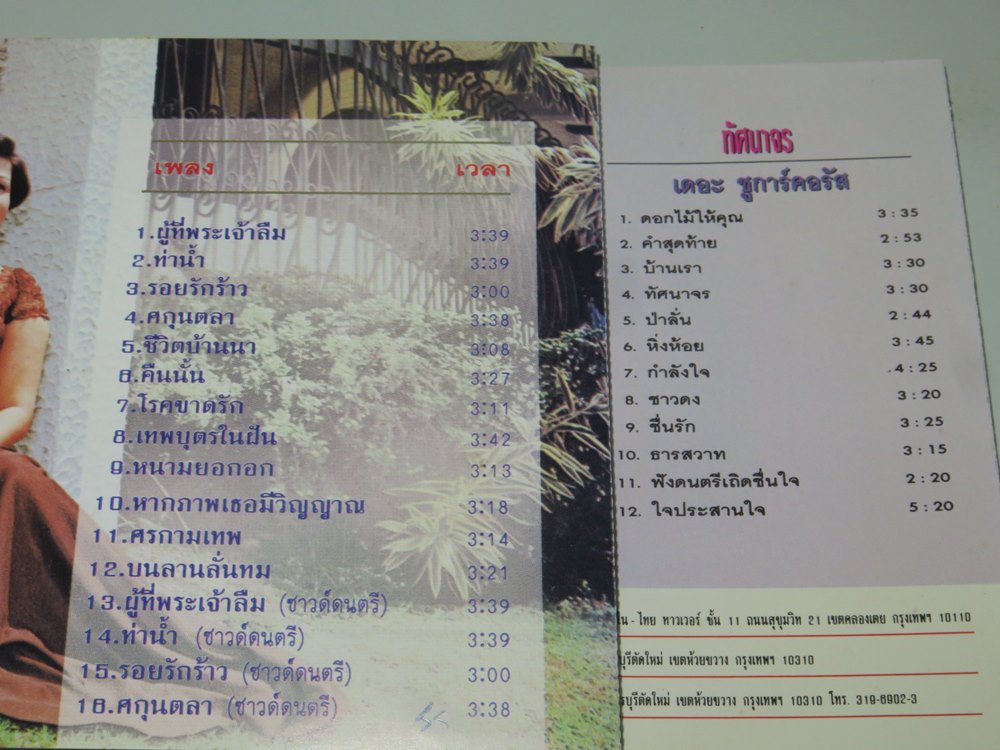 เพลง เวลา
1.ผู้ที่พระเจ้าลืม 3:39
2.ท่าน้ำ 3:39
3.รอยรักร้าว 3:00
4.ศกุนตลา 3:38
5.ชีวิตบ้านนา 3:08
6.คืนนั้น 3:27
7.โรคขาดรัก 3:11
8.เทพบุตรในฝัน 3:42
9.หนามยอกอก 3:13
10.หากภาพเธอมีวิญญาณ 3:18
11.ศรกามเทพ 3:14
12.บนลานลั่นทม 3:21
13.ผู้ที่พระเจ้าลืม (ซาวด์ดนตรี) 3:39
14.ท่าน้ำ (ซาวด์ดนตรี) 3:39
15.รอยรักร้าว (ซาวด์ดนตรี) 3:00
16.ศกุนตลา (ซาวด์ดนตรี) 3:38
ทัศนาจร
เดอะ ซูการ์คอรัส
1. ดอกไม้ให้คุณ 3 : 35
2. คำสุดท้าย 2 : 53
3. บ้านเรา 3 : 30
4. ทัศนาจร 3 : 30
5. ป่าลั่น 2 : 44
6. หิ่งห้อย 3 : 45
7. กำลังใจ 4 : 25
8. ชาวดง 3 : 20
9. ชื่นรัก 3 : 25
10. ธารสวาท 3 : 15
11. ฟังดนตรีเถิดชื่นใจ 2 : 20
12. ใจประสานใจ 5 : 20
น - ไทย ทาวเวอร์ ชั้น 11 ถนนสุขุมวิท 21 เขตคลองเตย กรุงเทพฯ 10110
บุรีตัดใหม่ เขตห้วยขวาง กรุงเทพฯ 10310
รบุรีตัดใหม่ เขตห้วยขวาง กรุงเทพฯ 10310 โทร. 319-6902-3